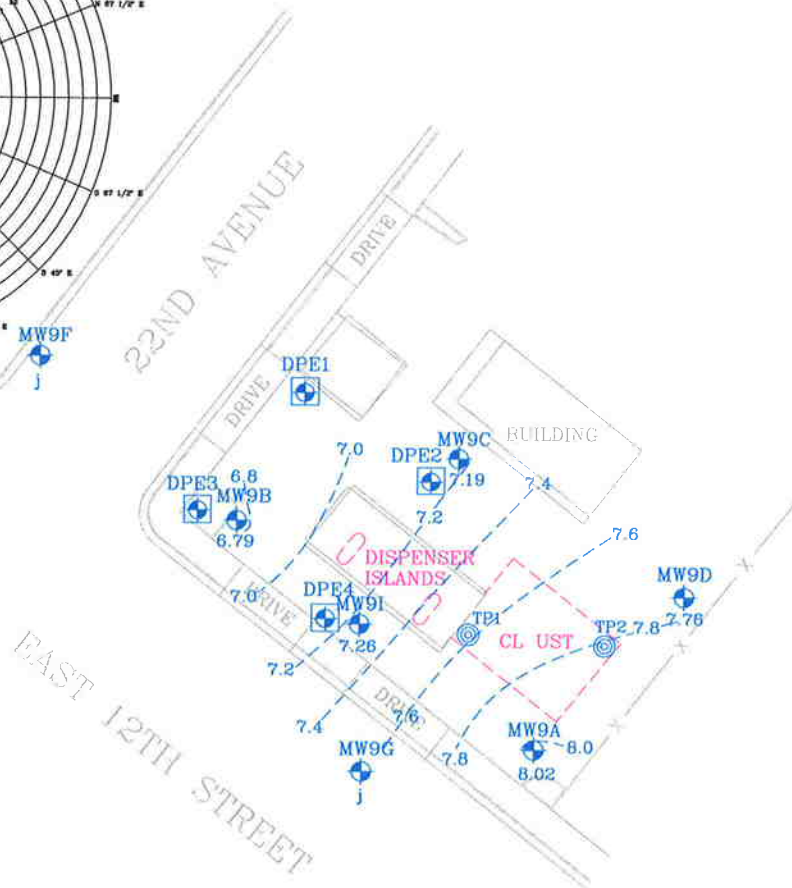 N 67 1/2° E
E
S 67 1/2° E
S 45° E
E
22ND AVENUE
DRIVE
MW9F
j
DPE1
DRIVE
BUILDING
MW9C
DPE2
7.19
7.0
7.4
6.8
DPE3
MW9B
6.79
7.2
7.6
DISPENSER
ISLANDS
X
MW9D
7.76
7.0
DRIVE
DPE4
MW9I
7.26
TP1
CL UST
TP2
7.8
X
7.2
EAST 12TH STREET
DRIVE
7.6
7.4
X
MW9A
8.0
8.02
7.8
MW9G
j